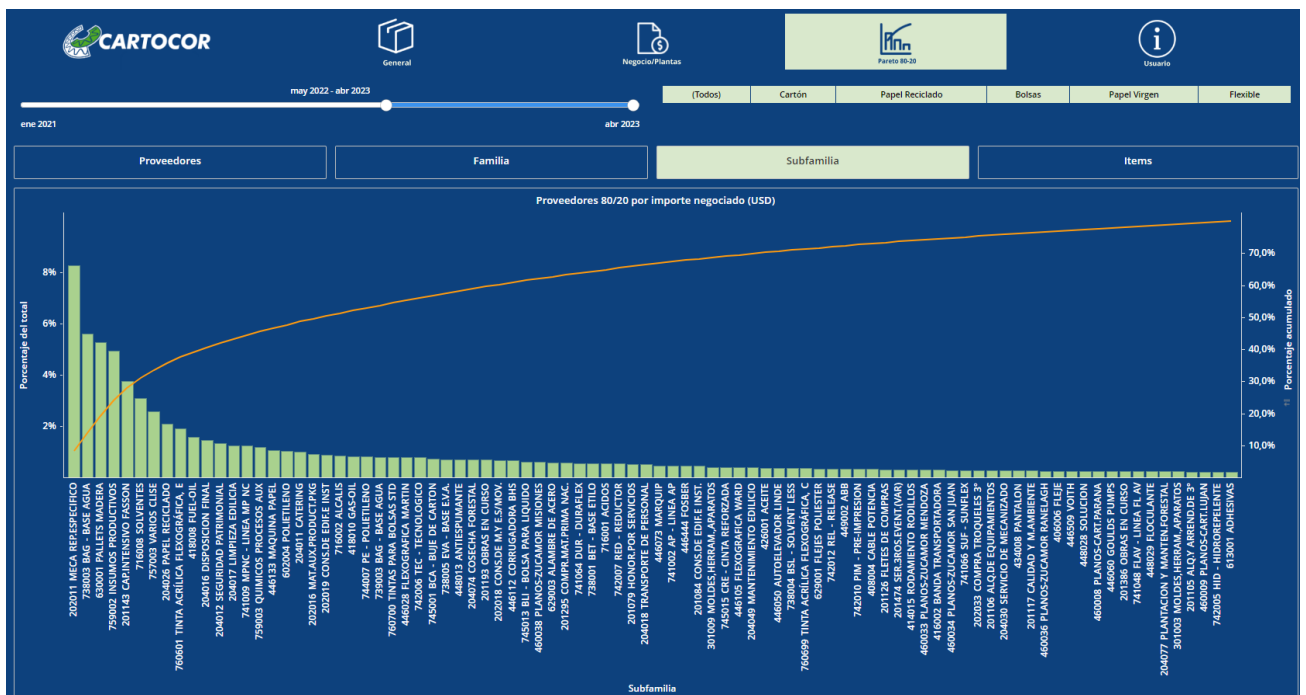 CARTOCOR
General
Negocio/Plantas
Pareto 80-20
Usuario
may 2022 - abr 2023
ene 2021
abr 2023
(Todos)
Cartón
Papel Reciclado
Bolsas
Papel Virgen
Flexible
Proveedores
Familia
Subfamilia
Items
Proveedores 80/20 por importe negociado (USD)
Porcentaje del total
8%
6%
4%
2%
70,0%
60,0%
50,0%
40,0%
30,0%
20,0%
10,0%
Porcentaje acumulado
202011 MECA REP.ESPECIFICO
738003 BAG - BASE AGUA
630001 PALLETS MADERA
759002 INSUMOS PRODUCTIVOS
201143 CAP.INTENSIV.FASSON
716008 SOLVENTES
757003 VARIOS CLISE
204026 PAPEL RECICLADO
760601 TINTA ACRÍLICA FLEXOGRÁFICA, E
418008 FUEL-OIL
204016 DISPOSICION FINAL
204012 SEGURIDAD PATRIMONIAL
204017 LIMPIEZA EDILICIA
741009 MPNC - LINEA MP NC
759003 QUIMICOS PROCESOS AUX
446133 MAQUINA PAPEL
602004 POLIETILENO
204011 CATERING
202016 MAT.AUX.PRODUCT.PKG
202019 CONS.DE EDIF.E INST
716002 ALCALIS
418010 GAS-OIL
744007 PE - POLIETILENO
739003 BAG - BASE AGUA
760700 TINTAS PARA BOLSAS STD
446028 FLEXOGRAFICA MARTIN
742006 TEC - TECNOLOGICO
745001 BCA - BUJE DE CARTON
738005 EVA - BASE E.V.A.
448013 ANTIESPUMANTE
204074 COSECHA FORESTAL
201193 OBRAS EN CURSO
202018 CONS.DE M.Y E.S/MOV.
446112 CORRUGADORA BHS
745013 BLI - BOLSA PARA LIQUIDO
460038 PLANOS-ZUCAMOR MISIONES
629003 ALAMBRE DE ACERO
201295 COMPR.MAT.PRIMA NAC.
741064 DUR - DURAFLEX
738001 BET - BASE ETILO
716001 ACIDOS
742007 RED - REDUCTOR
201079 HONOR.POR SERVICIOS
204018 TRANSPORTE DE PERSONAL
446078 MARQUIP
741002 AP - LINEA AP
446444 FOSBER
201084 CONS.DE EDIF.E INST.
301009 MOLDES,HERRAM,APARATOS
745015 CRE - CINTA REFORZADA
446105 FLEXOGRAFICA WARD
204049 MANTENIMIENTO EDILICIO
426001 ACEITE
446050 AUTOELEVADOR LINDE
738004 BSL - SOLVENT LESS
760699 TINTA ACRÍLICA FLEXOGRÁFICA, C
629001 FLEJES POLIESTER
742012 REL - RELEASE
449002 ABB
742010 PIM - PRE-IMPRESION
408004 CABLE POTENCIA
201126 FLETES DE COMPRAS
201474 SER.3ROS.EVENT.(VAR)
414015 RODAMIENTO RODILLOS
460033 PLANOS-ZUCAMOR MENDOZA
416002 BANDA TRANSPORTADORA
460034 PLANOS-ZUCAMOR SAN JUAN
741066 SUF - SUNFLEX
202033 COMPRA TROQUELES 3°
201106 ALQ.DE EQUIPAMIENTOS
204030 SERVICIO DE MECANIZADO
434008 PANTALON
201117 CALIDAD Y M.AMBIENTE
460036 PLANOS-ZUCAMOR RANELAGH
406006 FLEJE
446509 VOITH
448028 SOLUCION
460008 PLANOS-CART.PARANA
446060 GOULDS PUMPS
201386 OBRAS EN CURSO
741048 FLAV - LINEA FL AV
448029 FLOCULANTE
204077 PLANTACION Y MANTEN.FORESTAL
301003 MOLDES,HERRAM,APARATOS
201105 ALQ.Y ARREND.DE 3°
460009 PLANOS-CART.LUJAN
742005 HID - HIDROREPELENTE
613001 ADHESIVAS
Subfamilia